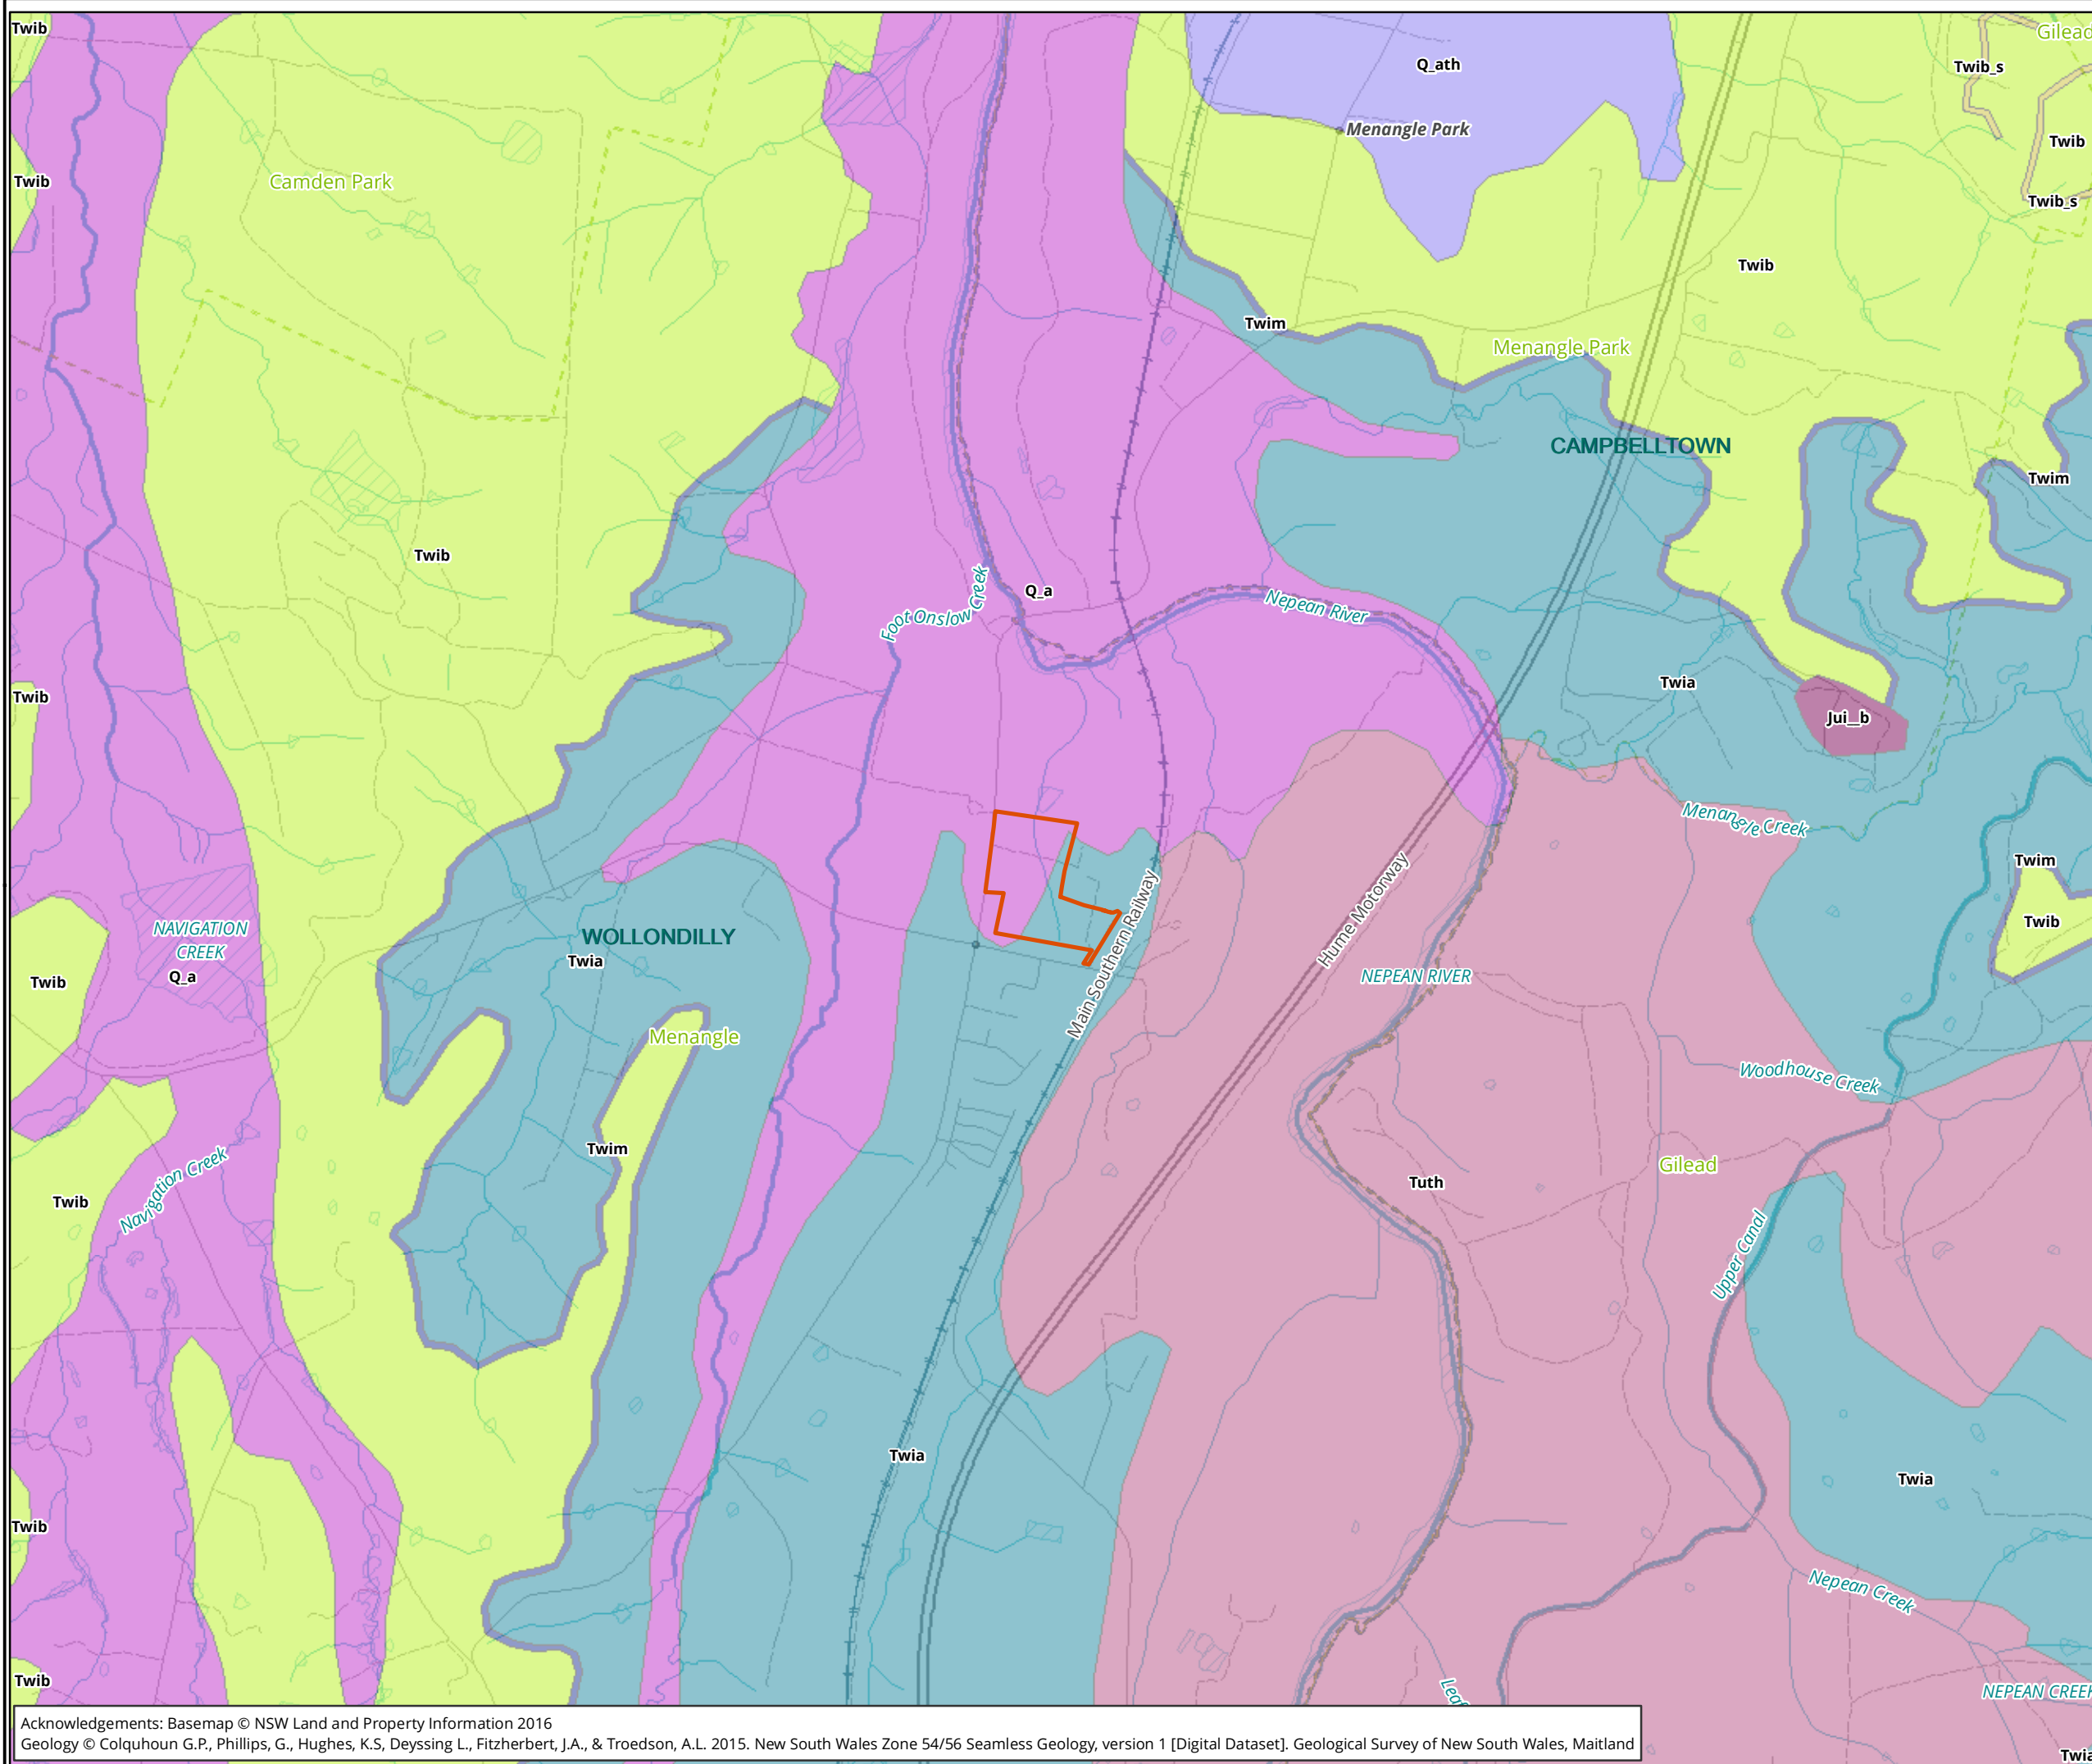 Twib
Q_ath
Gilead
Twib_s
Menangle Park
Twib
Twib
Camden Park
Twib_s
Twib
Twim
Menangle Park
CAMPBELLTOWN
Twim
Twib
Foot Onslow Creek
Q_a
Nepean River
Twia
Twib
Jui__b
Menangle Creek
Twim
Hume Motorway
NAVIGATION
CREEK
Q_a
WOLLONDILLY
Twia
Main Southern Railway
Twib
NEPEAN RIVER
Twib
Menangle
Woodhouse Creek
Twim
Navigation Creek
Tuth
Gilead
Twib
Upper Canal
Twia
Twia
Twib
Nepean Creek
Twib
Leaf
NEPEAN CREEK
Twia
Acknowledgements: Basemap © NSW Land and Property Information 2016
Geology © Colquhoun G.P., Phillips, G., Hughes, K.S, Deyssing L., Fitzherbert, J.A., & Troedson, A.L. 2015. New South Wales Zone 54/56 Seamless Geology, version 1 [Digital Dataset]. Geological Survey of New South Wales, Maitland